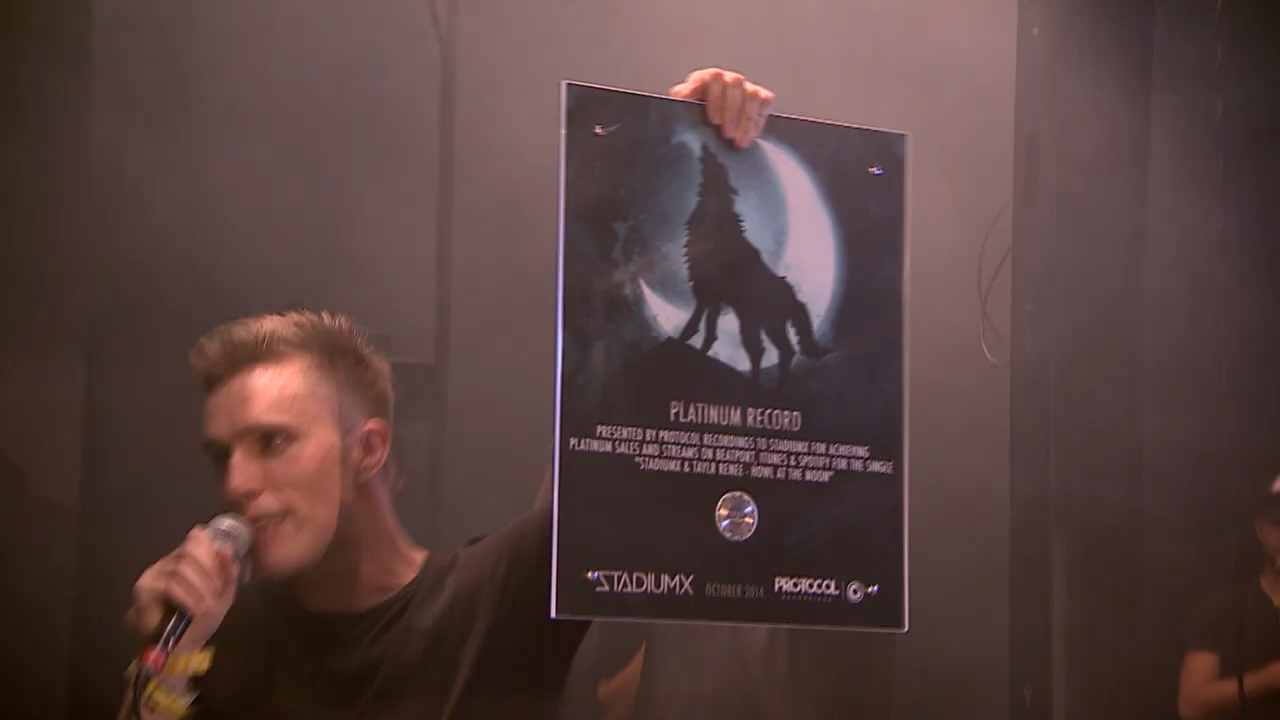 PLATINUM RECORD
PRESENTED BY PROTOCOL RECORDINGS TO STADIUMX FOR ACHIEVING
PLATINUM SALES AND STREAMS ON BEATPORT, ITUNES & SPOTIFY FOR THE SINGLE
"STADIUMX & TAYLR RENEE - HOWL AT THE MOON"
STADIUMX OCTOBER 2014 PROTOCOL
RECORDINGS